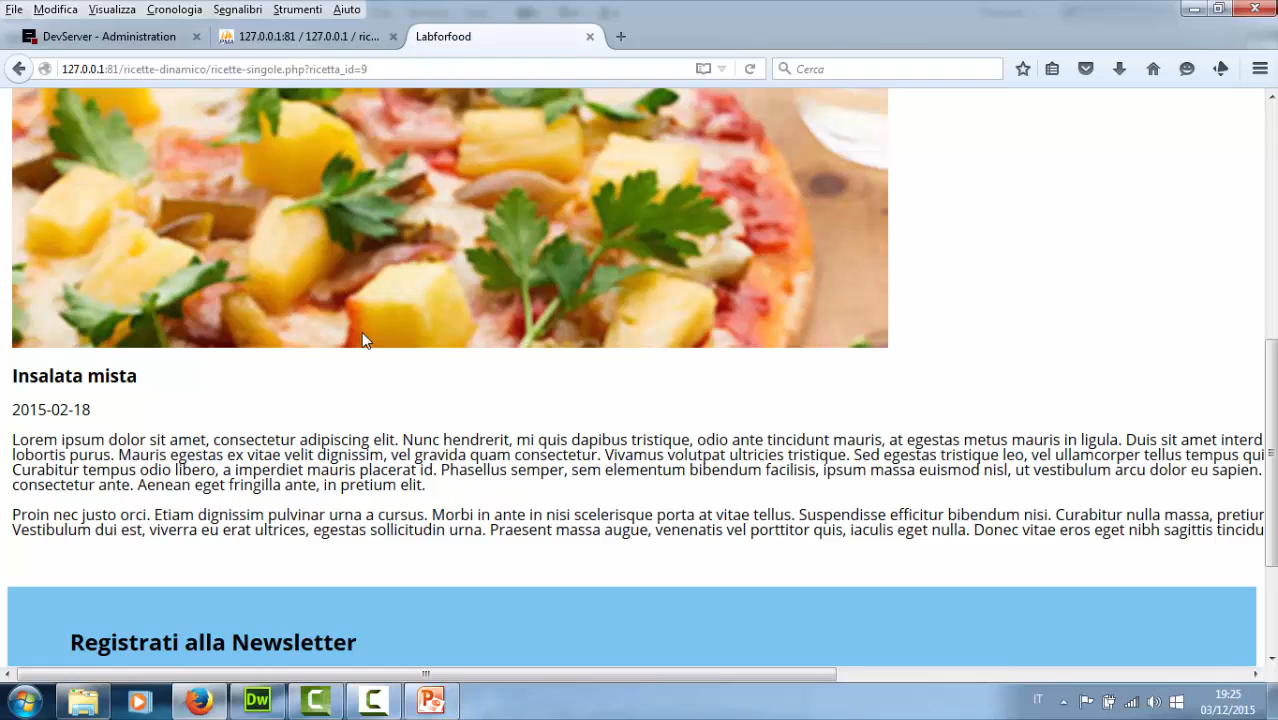 File Modifica Visualizza Cronologia Segnalibri Strumenti Aiuto
DevServer - Administration
127.0.0.1:81 / 127.0.0.1 / ric...
Labforfood
127.0.0.1:81/ricette-dinamico/ricette-singole.php?ricetta_id=9
Cerca
Insalata mista
2015-02-18
Lorem ipsum dolor sit amet, consectetur adipiscing elit. Nunc hendrerit, mi quis dapibus tristique, odio ante tincidunt mauris, at egestas metus mauris in ligula. Duis sit amet interd
lobortis purus. Mauris egestas ex vitae velit dignissim, vel gravida quam consectetur. Vivamus volutpat ultricies tristique. Sed egestas tristique leo, vel ullamcorper tellus tempus qui
Curabitur tempus odio libero, a imperdiet mauris placerat id. Phasellus semper, sem elementum bibendum facilisis, ipsum massa euismod nisl, ut vestibulum arcu dolor eu sapien.
consectetur ante. Aenean eget fringilla ante, in pretium elit.
Proin nec justo orci. Etiam dignissim pulvinar urna a cursus. Morbi in ante in nisi scelerisque porta at vitae tellus. Suspendisse efficitur bibendum nisi. Curabitur nulla massa, pretiur
Vestibulum dui est, viverra eu erat ultrices, egestas sollicitudin urna. Praesent massa augue, venenatis vel porttitor quis, iaculis eget nulla. Donec vitae eros eget nibh sagittis tincidu
Registrati alla Newsletter
Dw
IT
19:25
03/12/2015